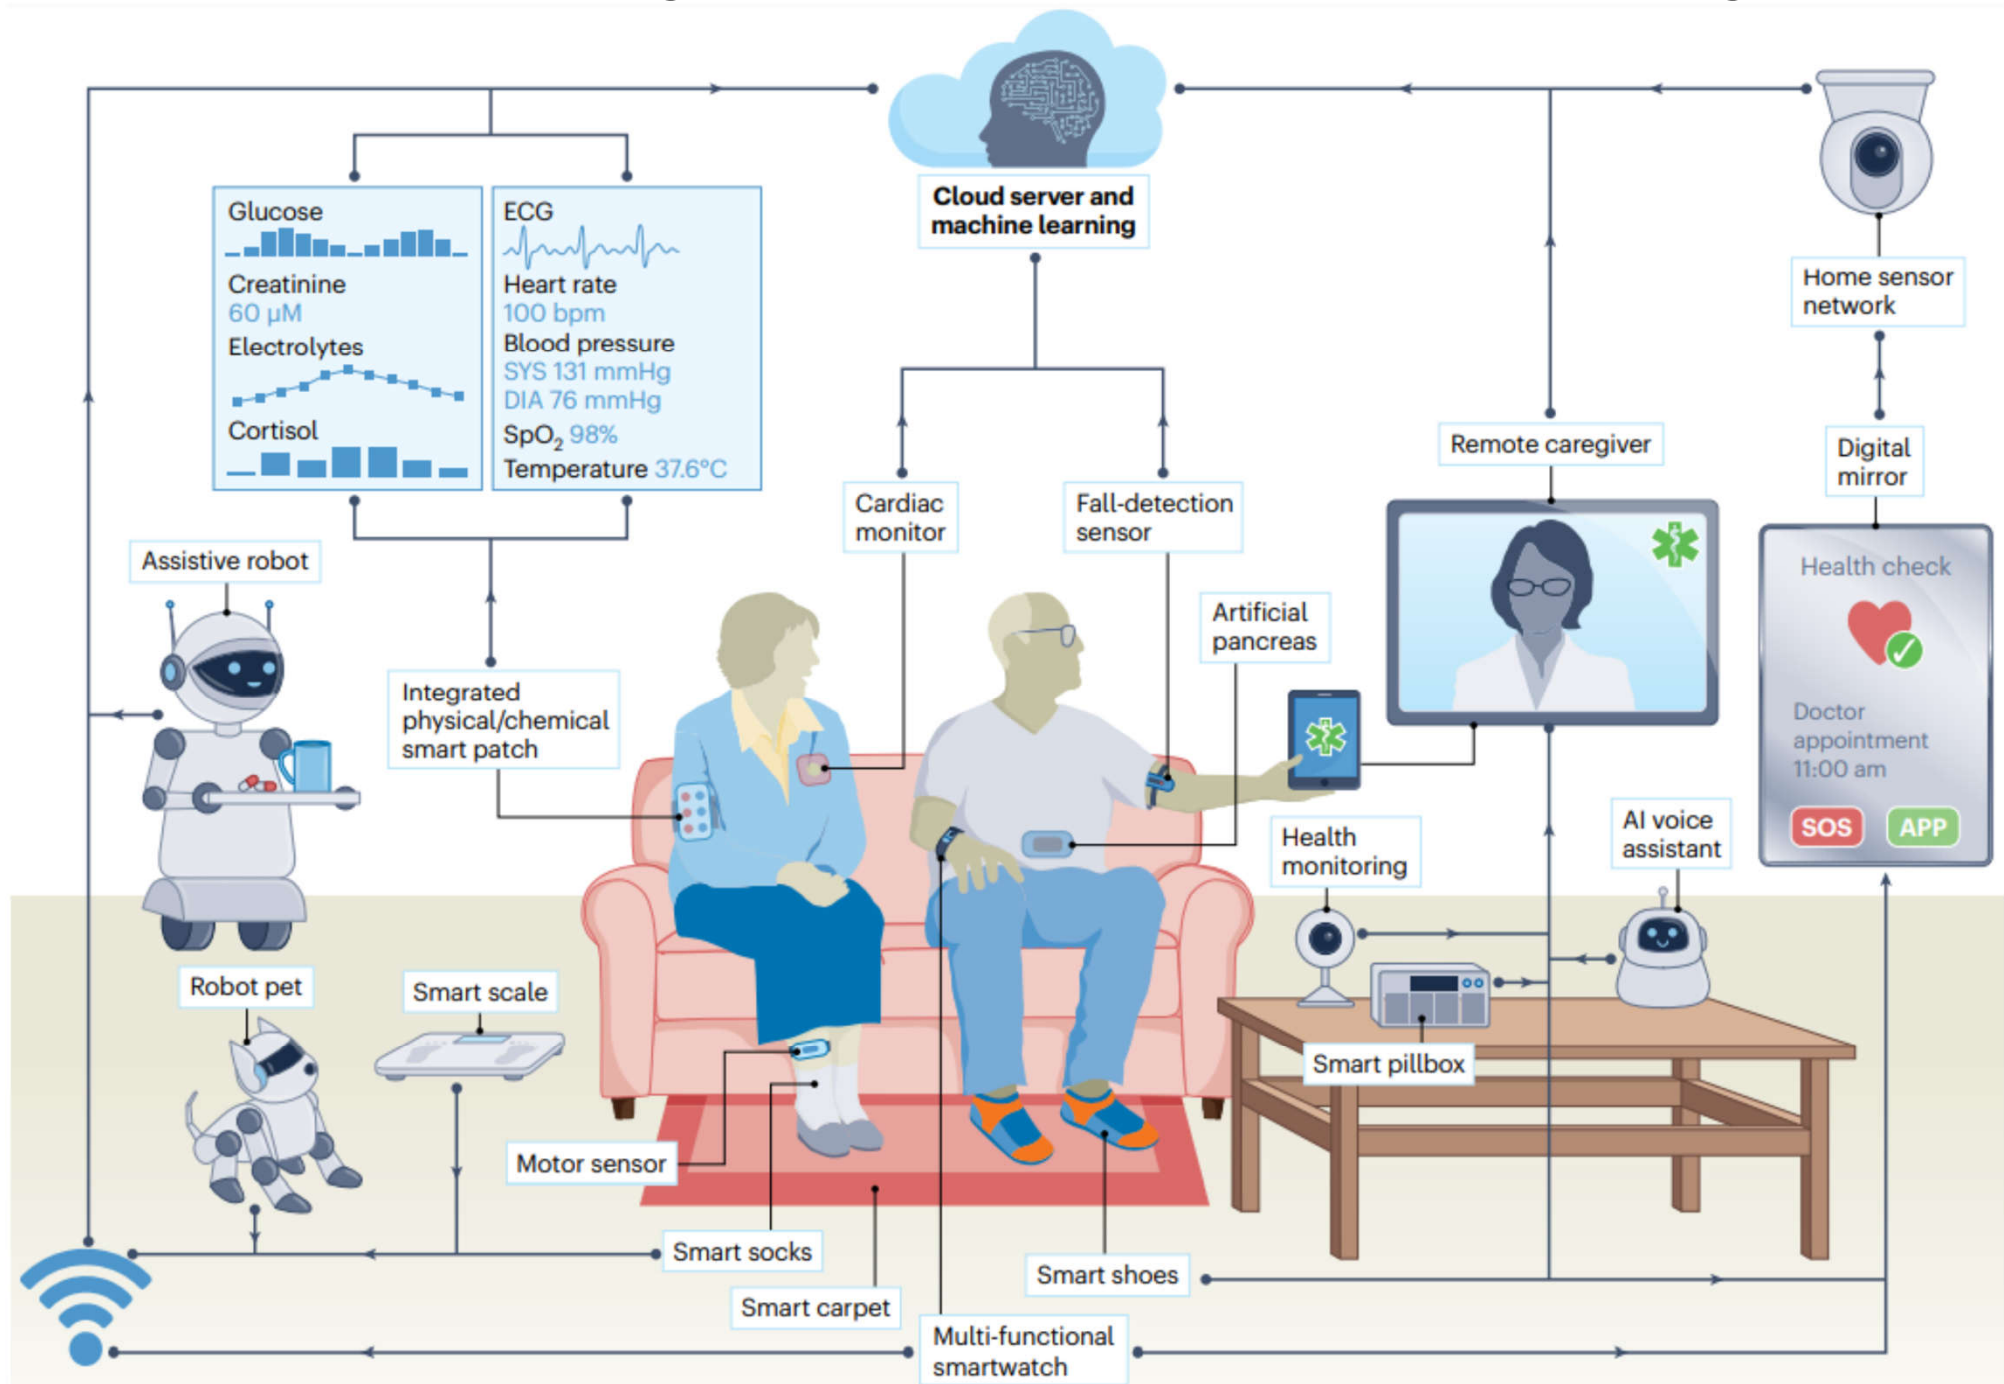 Cloud server and
machine learning
Glucose
Creatinine
60 µM
Electrolytes
Cortisol
ECG
Heart rate
100 bpm
Blood pressure
SYS 131 mmHg
DIA 76 mmHg
SpO₂ 98%
Temperature 37.6°C
Home sensor
network
Remote caregiver
Digital
mirror
Cardiac
monitor
Fall-detection
sensor
Assistive robot
Artificial
pancreas
Health check
Integrated
physical/chemical
smart patch
Doctor
appointment
11:00 am
SOS
APP
Health
monitoring
AI voice
assistant
Robot pet
Smart scale
Smart pillbox
Motor sensor
Smart socks
Smart shoes
Smart carpet
Multi-functional
smartwatch